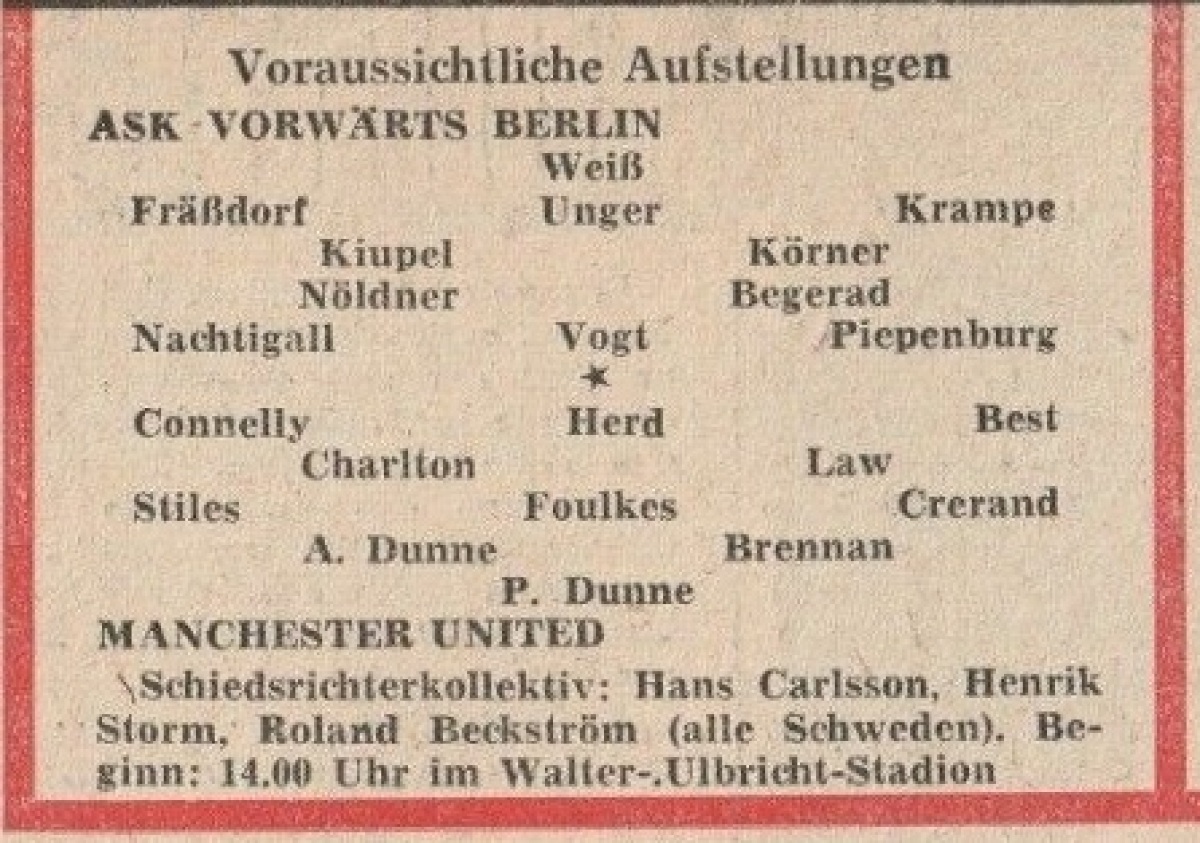 Voraussichtliche Aufstellungen
ASK VORWÄRTS BERLIN
Weiß
Fräßdorf Unger Krampe
Kiupel Körner
Nöldner Begerad
Nachtigall Vogt Piepenburg
★
Connelly Herd Best
Charlton Law
Stiles Foulkes Crerand
A. Dunne Brennan
P. Dunne
MANCHESTER UNITED
Schiedsrichterkollektiv: Hans Carlsson, Henrik
Storm, Roland Beckström (alle Schweden). Be-
ginn: 14.00 Uhr im Walter-Ulbricht-Stadion